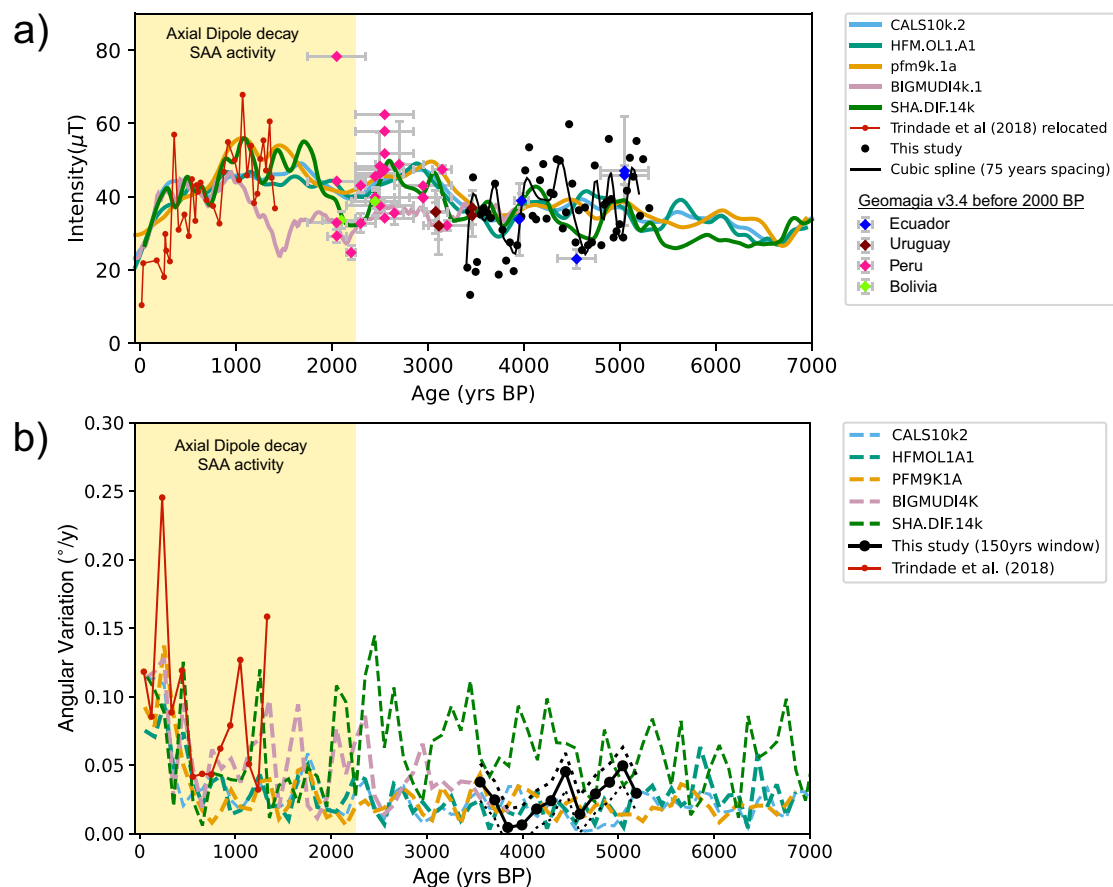 a)
Axial Dipole decay
SAA activity
Intensity(μT)
80
60
40
20
0
0 1000 2000 3000 4000 5000 6000 7000
Age (yrs BP)
CALS10k.2
HFM.OL1.A1
pfm9k.1a
BIGMUDI4k.1
SHA.DIF.14k
Trindade et al (2018) relocated
This study
Cubic spline (75 years spacing)
Geomagia v3.4 before 2000 BP
Ecuador
Uruguay
Peru
Bolivia
b)
Axial Dipole decay
SAA activity
Angular Variation (°/y)
0.30
0.25
0.20
0.15
0.10
0.05
0.00
0 1000 2000 3000 4000 5000 6000 7000
Age (yrs BP)
CALS10k2
HFMOL1A1
PFM9K1A
BIGMUDI4K
SHA.DIF.14k
This study (150yrs window)
Trindade et al. (2018)